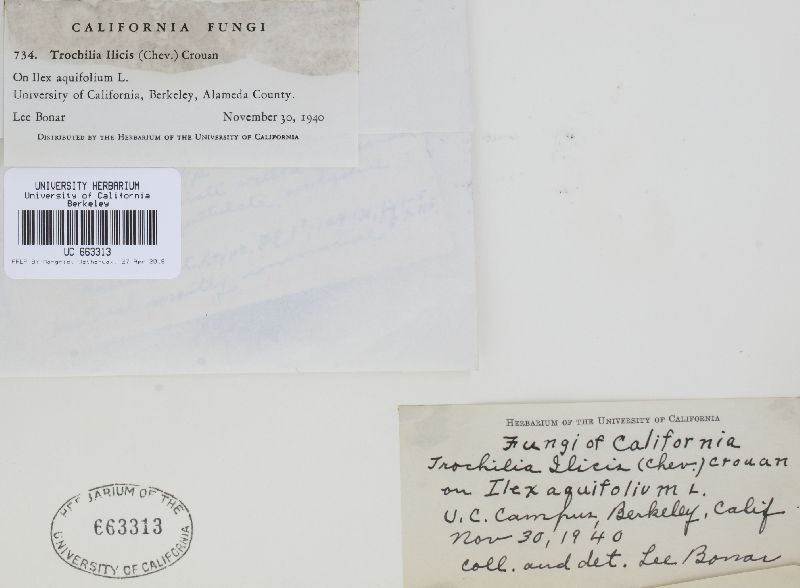 CALIFORNIA FUNGI
734. Trochilia Ilicis (Chev.) Crouan
On Ilex aquifolium L.
University of California, Berkeley, Alameda County.
Lee Bonar November 30, 1940
DISTRIBUTED BY THE HERBARIUM OF THE UNIVERSITY OF CALIFORNIA
UNIVERSITY HERBARIUM
University of California
Berkeley
UC 663313
HERBARIUM OF THE UNIVERSITY OF CALIFORNIA
Fungi of California
Trochilia Ilicis (Chev.) Crouan
on Ilex aquifolium L.
U.C. Campus, Berkeley, Calif
Nov 30, 1940
Coll. and det. Lee Bonar
HERBARIUM OF THE
663313
UNIVERSITY OF CALIFORNIA